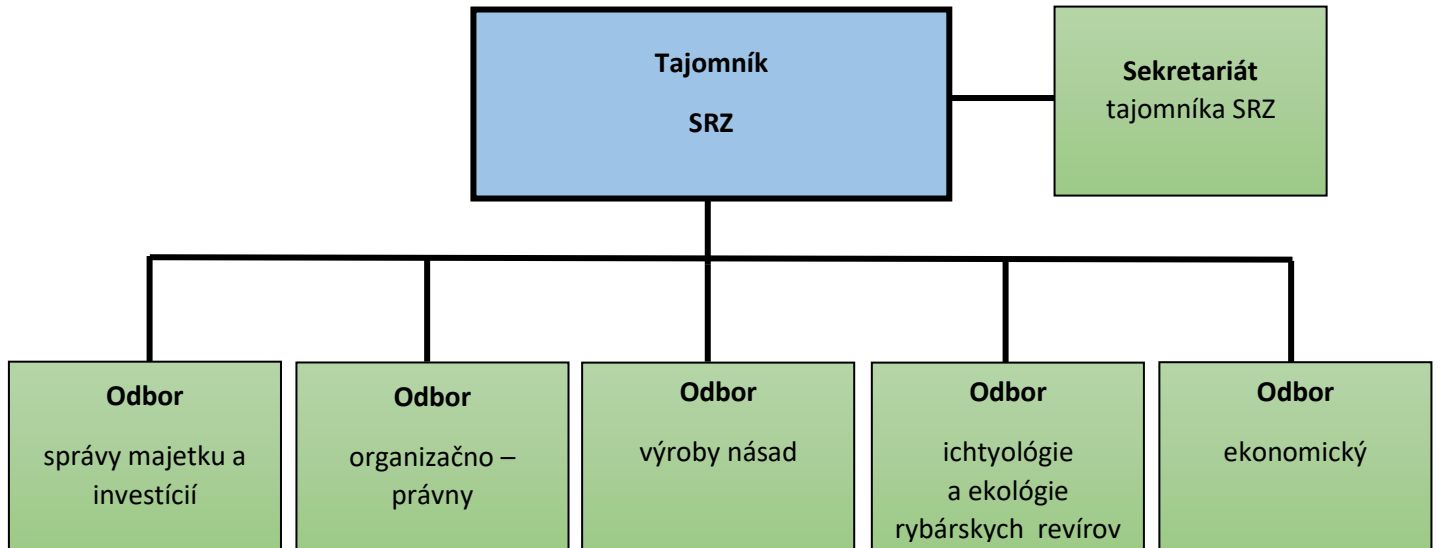 Tajomník
SRZ
Sekretariát
tajomníka SRZ
Odbor
správy majetku a
investícií
Odbor
organizačno –
právny
Odbor
výroby násad
Odbor
ichtyológie
a ekológie
rybárskych revírov
Odbor
ekonomický